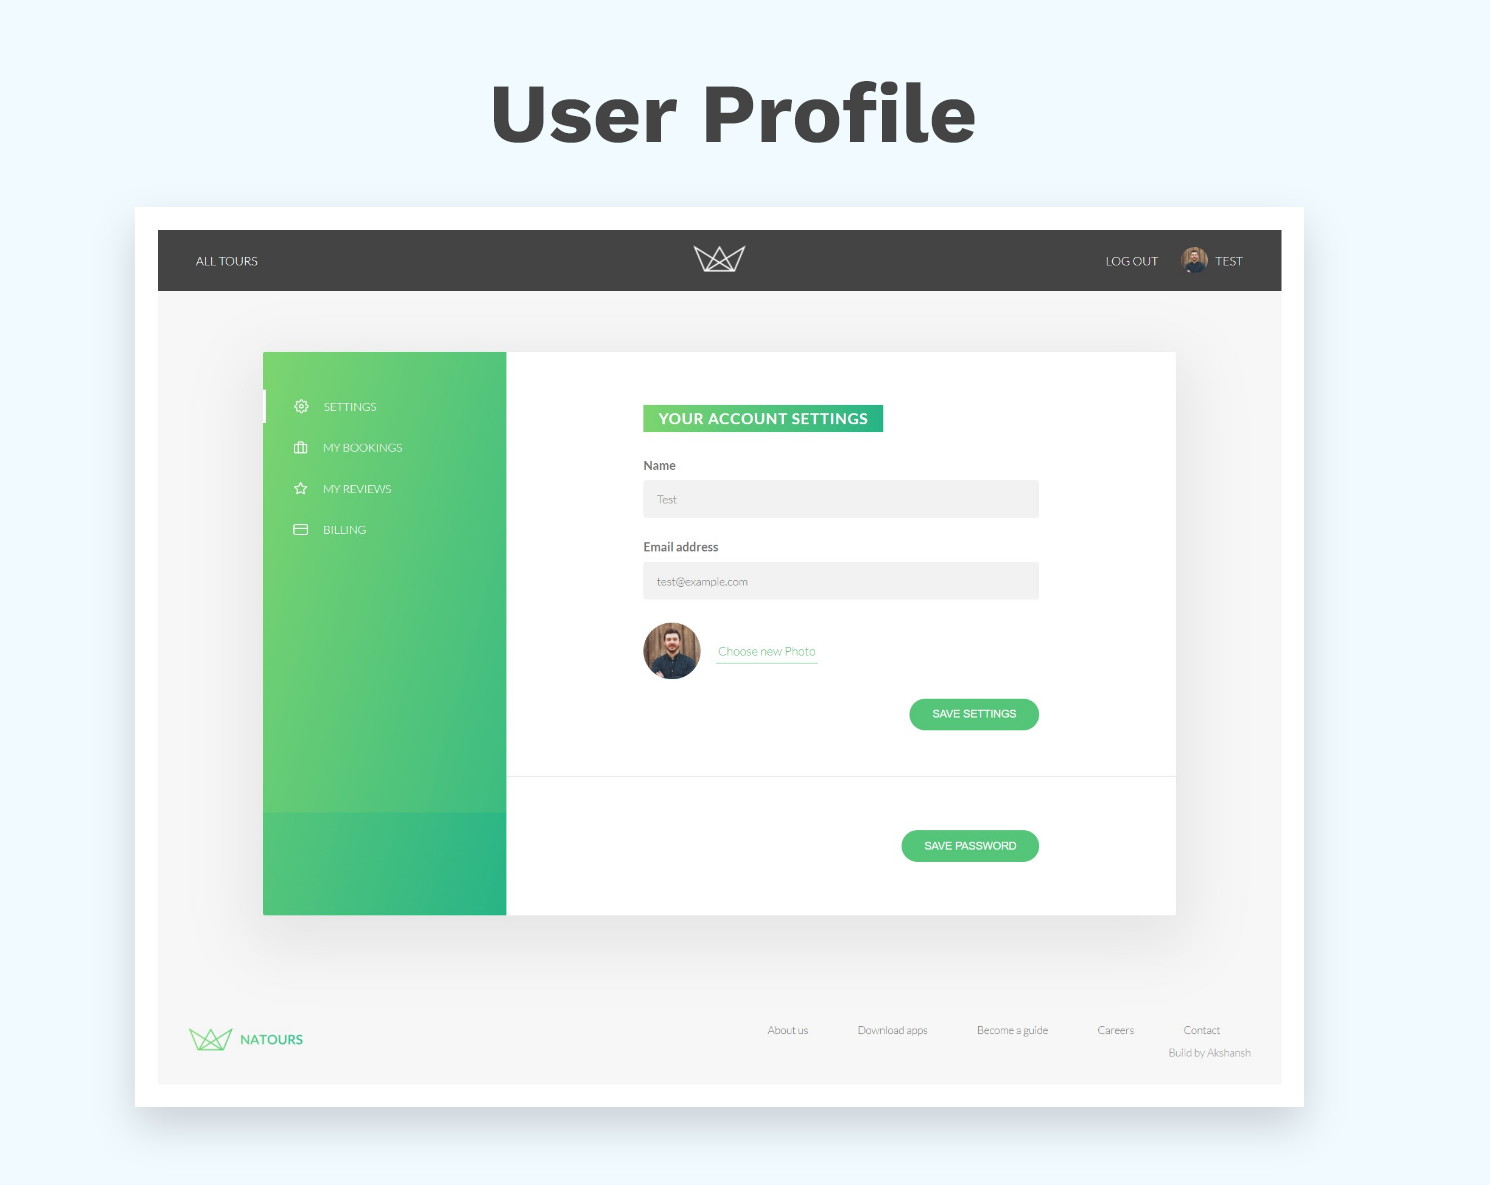 User Profile
ALL TOURS
LOG OUT
TEST
SETTINGS
MY BOOKINGS
MY REVIEWS
BILLING
YOUR ACCOUNT SETTINGS
Name
Test
Email address
test@example.com
Choose new Photo
SAVE SETTINGS
SAVE PASSWORD
NATOURS
About us
Download apps
Become a guide
Careers
Contact
Build by Akshansh